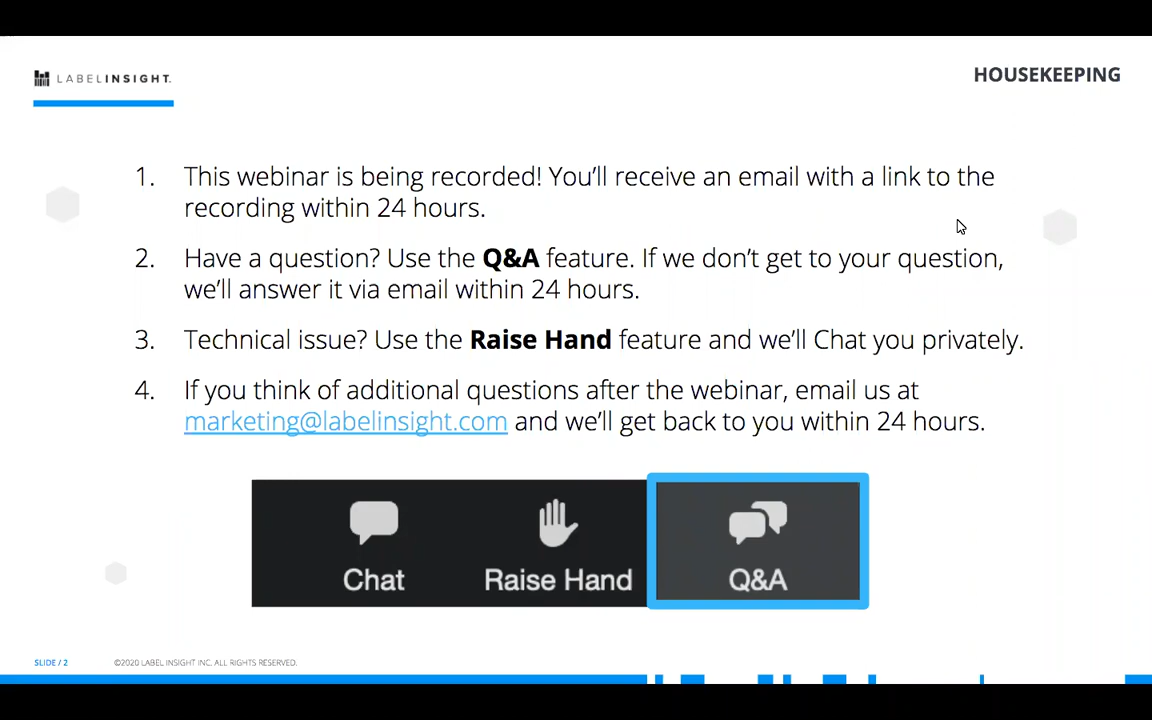 LABELINSIGHT.
HOUSEKEEPING
1. This webinar is being recorded! You’ll receive an email with a link to the
recording within 24 hours.
2. Have a question? Use the Q&A feature. If we don’t get to your question,
we’ll answer it via email within 24 hours.
3. Technical issue? Use the Raise Hand feature and we’ll Chat you privately.
4. If you think of additional questions after the webinar, email us at
marketing@labelinsight.com and we’ll get back to you within 24 hours.
Chat Raise Hand Q&A
SLIDE / 2 ©2020 LABEL INSIGHT INC. ALL RIGHTS RESERVED.